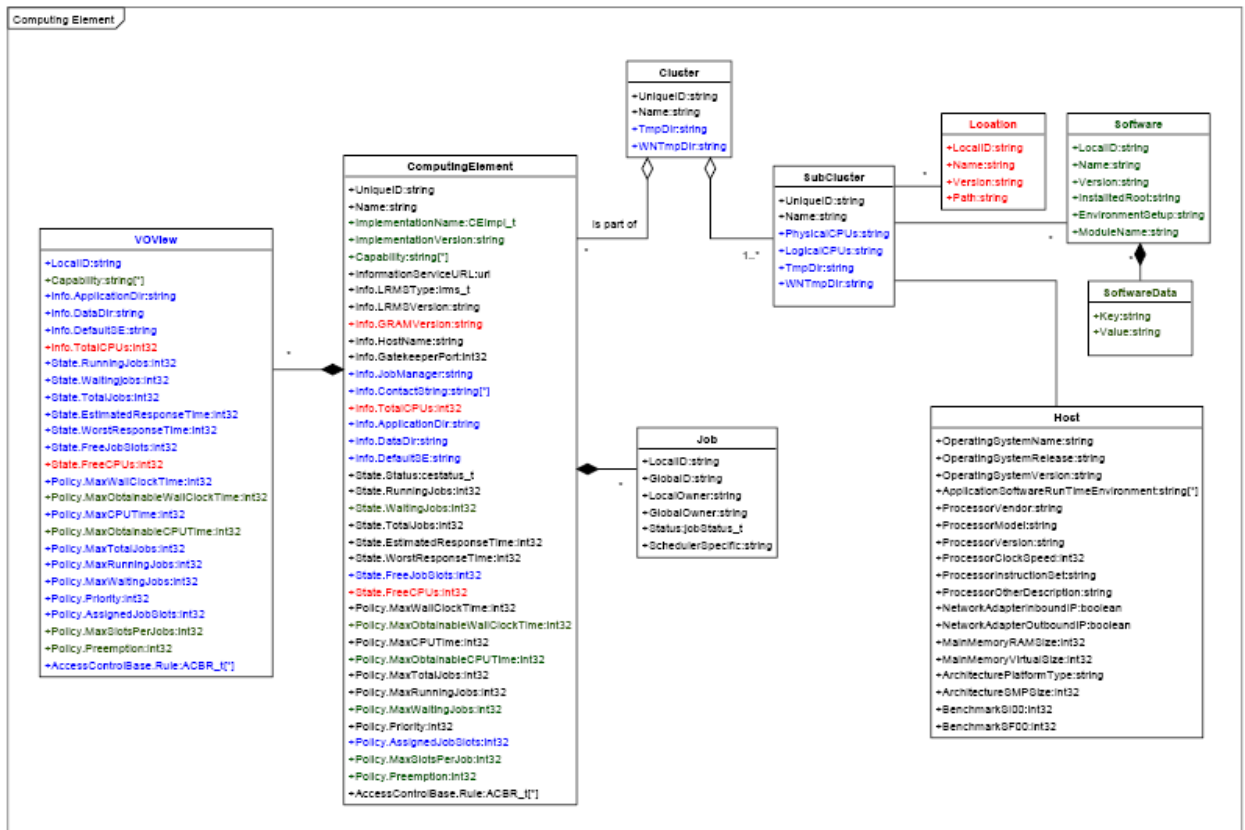 Computing Element
Cluster
+UniqueID:string
+Name:string
+TmpDir:string
+WNTmpDir:string
Location
+LocalID:string
+Name:string
+Version:string
+Path:string
Software
+LocalID:string
+Name:string
+Version:string
+InstalledRoot:string
+EnvironmentSetup:string
+ModuleName:string
ComputingElement
+UniqueID:string
+Name:string
+ImplementationName:CEImpl_t
+ImplementationVersion:string
+Capability:string[*]
+InformationServiceURL:uri
+Info.LRMSType:lrms_t
+Info.LRMSVersion:string
+Info.GRAMVersion:string
+Info.HostName:string
+Info.GatekeeperPort:int32
+Info.JobManager:string
+Info.ContactString:string[*]
+Info.TotalCPUs:int32
+Info.ApplicationDir:string
+Info.DataDir:string
+Info.DefaultSE:string
+State.Status:cestatus_t
+State.RunningJobs:int32
+State.WaitingJobs:int32
+State.TotalJobs:int32
+State.EstimatedResponseTime:int32
+State.WorstResponseTime:int32
+State.FreeJobSlots:int32
+State.FreeCPUs:int32
+Policy.MaxWallClockTime:int32
+Policy.MaxObtainableWallClockTime:int32
+Policy.MaxCPUTime:int32
+Policy.MaxObtainableCPUTime:int32
+Policy.MaxTotalJobs:int32
+Policy.MaxRunningJobs:int32
+Policy.MaxWaitingJobs:int32
+Policy.Priority:int32
+Policy.AssignedJobSlots:int32
+Policy.MaxSlotsPerJob:int32
+Policy.Preemption:int32
+AccessControlBase.Rule:ACBR_t[*]
is part of
*
SubCluster
+UniqueID:string
+Name:string
+PhysicalCPUs:string
+LogicalCPUs:string
+TmpDir:string
+WNTmpDir:string
1..*
*
*
*
SoftwareData
+Key:string
+Value:string
VOView
+LocalID:string
+Capability:string[*]
+Info.ApplicationDir:string
+Info.DataDir:string
+Info.DefaultSE:string
+Info.TotalCPUs:int32
+State.RunningJobs:int32
+State.WaitingJobs:int32
+State.TotalJobs:int32
+State.EstimatedResponseTime:int32
+State.WorstResponseTime:int32
+State.FreeJobSlots:int32
+State.FreeCPUs:int32
+Policy.MaxWallClockTime:int32
+Policy.MaxObtainableWallClockTime:int32
+Policy.MaxCPUTime:int32
+Policy.MaxObtainableCPUTime:int32
+Policy.MaxTotalJobs:int32
+Policy.MaxRunningJobs:int32
+Policy.MaxWaitingJobs:int32
+Policy.Priority:int32
+Policy.AssignedJobSlots:int32
+Policy.MaxSlotsPerJobs:int32
+Policy.Preemption:int32
+AccessControlBase.Rule:ACBR_t[*]
*
Job
+LocalID:string
+GlobalID:string
+LocalOwner:string
+GlobalOwner:string
+Status:jobStatus_t
+SchedulerSpecific:string
*
Host
+OperatingSystemName:string
+OperatingSystemRelease:string
+OperatingSystemVersion:string
+ApplicationSoftwareRunTimeEnvironment:string[*]
+ProcessorVendor:string
+ProcessorModel:string
+ProcessorVersion:string
+ProcessorClockSpeed:int32
+ProcessorInstructionSet:string
+ProcessorOtherDescription:string
+NetworkAdapterInboundIP:boolean
+NetworkAdapterOutboundIP:boolean
+MainMemoryRAMSize:int32
+MainMemoryVirtualSize:int32
+ArchitecturePlatformType:string
+ArchitectureSMPSize:int32
+BenchmarkSI00:int32
+BenchmarkSF00:int32